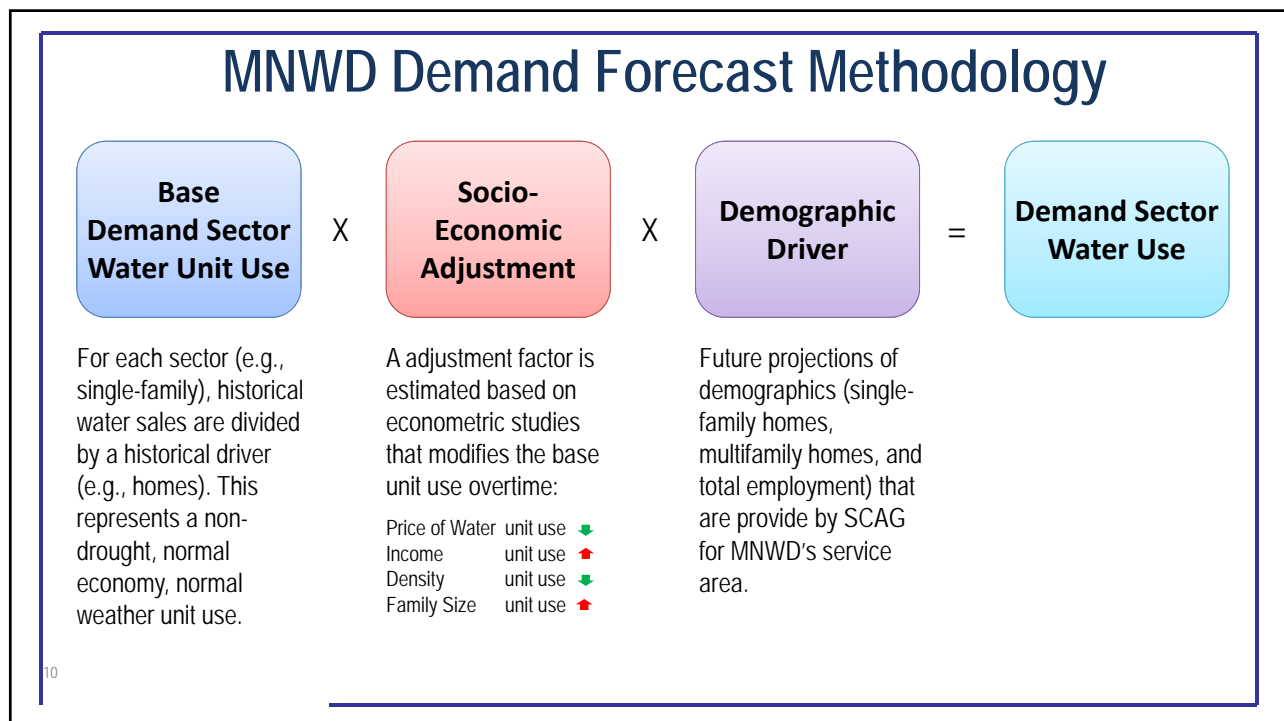 MNWD Demand Forecast Methodology
Base
Demand Sector
Water Unit Use
X
Socio-
Economic
Adjustment
X
Demographic
Driver
=
Demand Sector
Water Use
For each sector (e.g.,
single-family), historical
water sales are divided
by a historical driver
(e.g., homes). This
represents a non-
drought, normal
economy, normal
weather unit use.
A adjustment factor is
estimated based on
econometric studies
that modifies the base
unit use overtime:
Price of Water unit use
Income unit use
Density unit use
Family Size unit use
Future projections of
demographics (single-
family homes,
multifamily homes, and
total employment) that
are provide by SCAG
for MNWD's service
area.
10